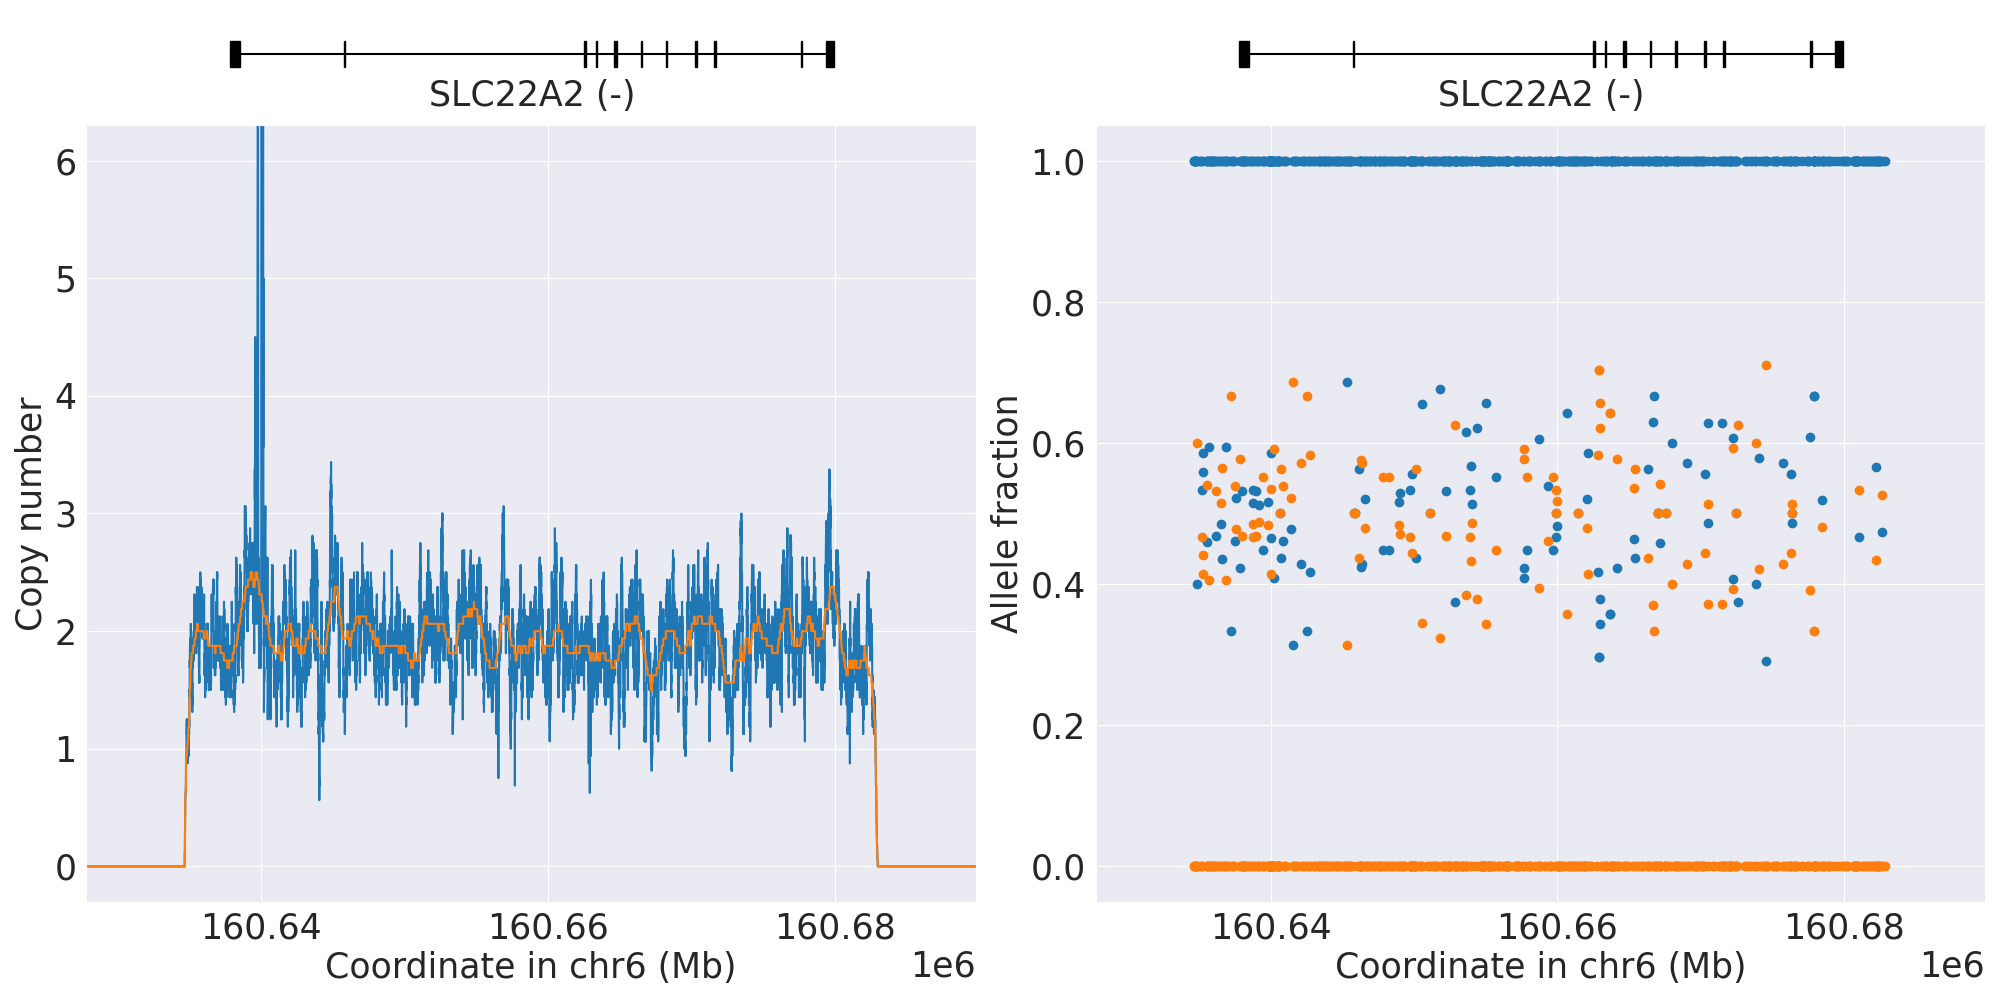 SLC22A2 (-)
Copy number
6
5
4
3
2
1
0
160.64
160.66
160.68
Coordinate in chr6 (Mb)
1e6
SLC22A2 (-)
Allele fraction
1.0
0.8
0.6
0.4
0.2
0.0
160.64
160.66
160.68
Coordinate in chr6 (Mb)
1e6